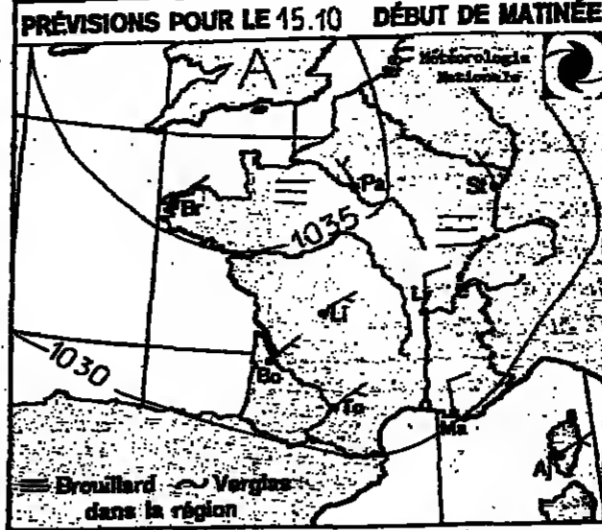 PRÉVISIONS POUR LE 15.10 DÉBUT DE MATINÉE
A
Météorologie
Nationale
Pa
St
Br
1035
Li
Ly
1030
Bo
To
Ma
Aj
Brouillard Verglas
dans la région